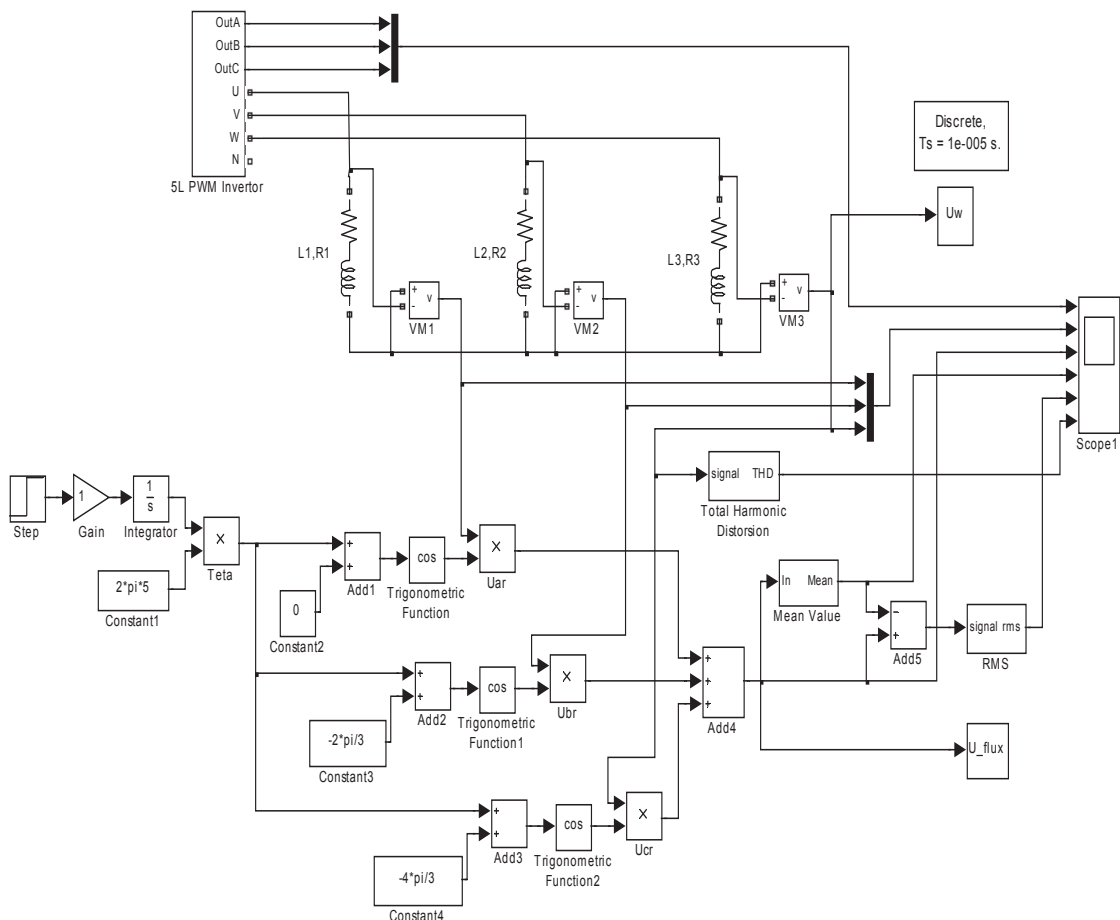 OutA
OutB
OutC
U
V
W
N
5L PWM Invertor
Discrete,
Ts = 1e-005 s.
Uw
L1,R1
L2,R2
L3,R3
+
-
v
VM1
+
-
v
VM2
+
-
v
VM3
Scope1
signal THD
Total Harmonic
Distorsion
Step
1
Gain
1
s
Integrator
X
Teta
2*pi*5
Constant1
+
+
Add1
0
Constant2
cos
Trigonometric
Function
X
Uar
In Mean
Mean Value
−
+
Add5
signal rms
RMS
+
+
Add2
-2*pi/3
Constant3
cos
Trigonometric
Function1
X
Ubr
+
+
+
Add4
U_flux
+
+
Add3
-4*pi/3
Constant4
cos
Trigonometric
Function2
X
Ucr